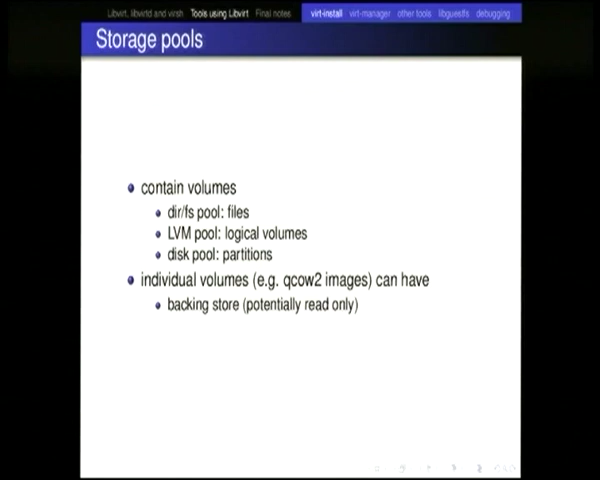 Libvirt, libvirtd and virsh Tools using Libvirt Final notes virt-install virt-manager other tools libguestfs debugging
Storage pools
contain volumes
dir/fs pool: files
LVM pool: logical volumes
disk pool: partitions
individual volumes (e.g. qcow2 images) can have
backing store (potentially read only)